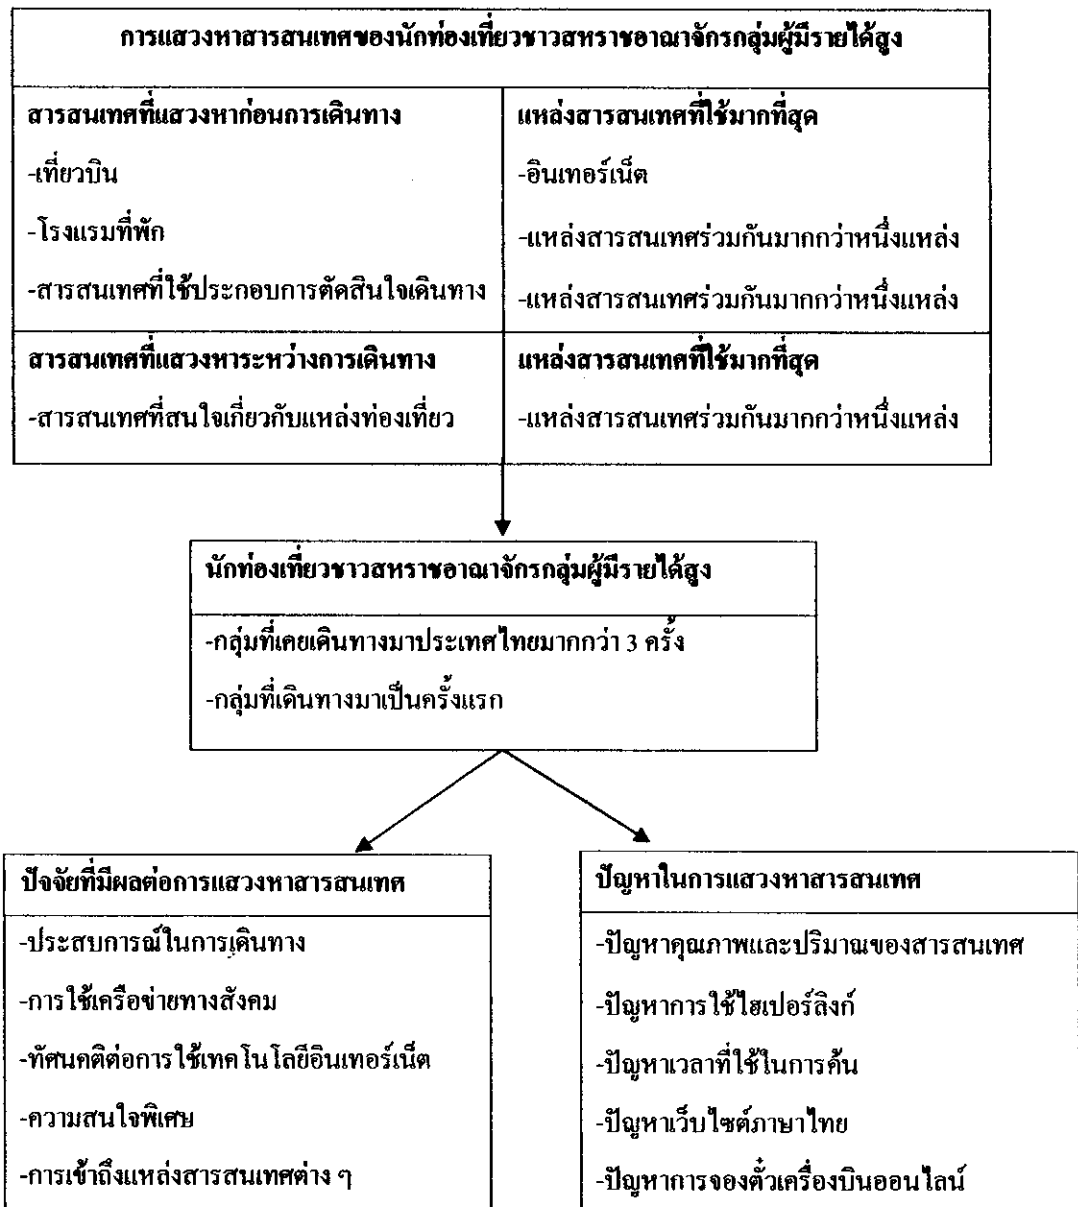 การแสวงหาสารสนเทศของนักท่องเที่ยวชาวสหราชอาณาจักรกลุ่มผู้มีรายได้สูง
สารสนเทศที่แสวงหาก่อนการเดินทาง
-เที่ยวบิน
-โรงแรมที่พัก
-สารสนเทศที่ใช้ประกอบการตัดสินใจเดินทาง
แหล่งสารสนเทศที่ใช้มากที่สุด
-อินเทอร์เน็ต
-แหล่งสารสนเทศร่วมกันมากกว่าหนึ่งแหล่ง
-แหล่งสารสนเทศร่วมกันมากกว่าหนึ่งแหล่ง
สารสนเทศที่แสวงหาระหว่างการเดินทาง
-สารสนเทศที่สนใจเกี่ยวกับแหล่งท่องเที่ยว
แหล่งสารสนเทศที่ใช้มากที่สุด
-แหล่งสารสนเทศร่วมกันมากกว่าหนึ่งแหล่ง
นักท่องเที่ยวชาวสหราชอาณาจักรกลุ่มผู้มีรายได้สูง
-กลุ่มที่เคยเดินทางมาประเทศไทยมากกว่า 3 ครั้ง
-กลุ่มที่เดินทางมาเป็นครั้งแรก
ปัจจัยที่มีผลต่อการแสวงหาสารสนเทศ
-ประสบการณ์ในการเดินทาง
-การใช้เครือข่ายทางสังคม
-ทัศนคติต่อการใช้เทคโนโลยีอินเทอร์เน็ต
-ความสนใจพิเศษ
-การเข้าถึงแหล่งสารสนเทศต่าง ๆ
ปัญหาในการแสวงหาสารสนเทศ
-ปัญหาคุณภาพและปริมาณของสารสนเทศ
-ปัญหาการใช้ไฮเปอร์ลิงก์
-ปัญหาเวลาที่ใช้ในการค้น
-ปัญหาเว็บไซต์ภาษาไทย
-ปัญหาการจองตั๋วเครื่องบินออนไลน์